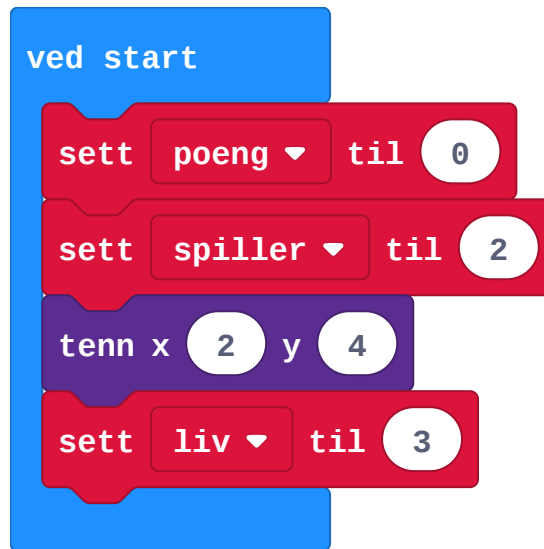 ved start
sett poeng til 0
sett spiller til 2
tenn x 2 y 4
sett liv til 3